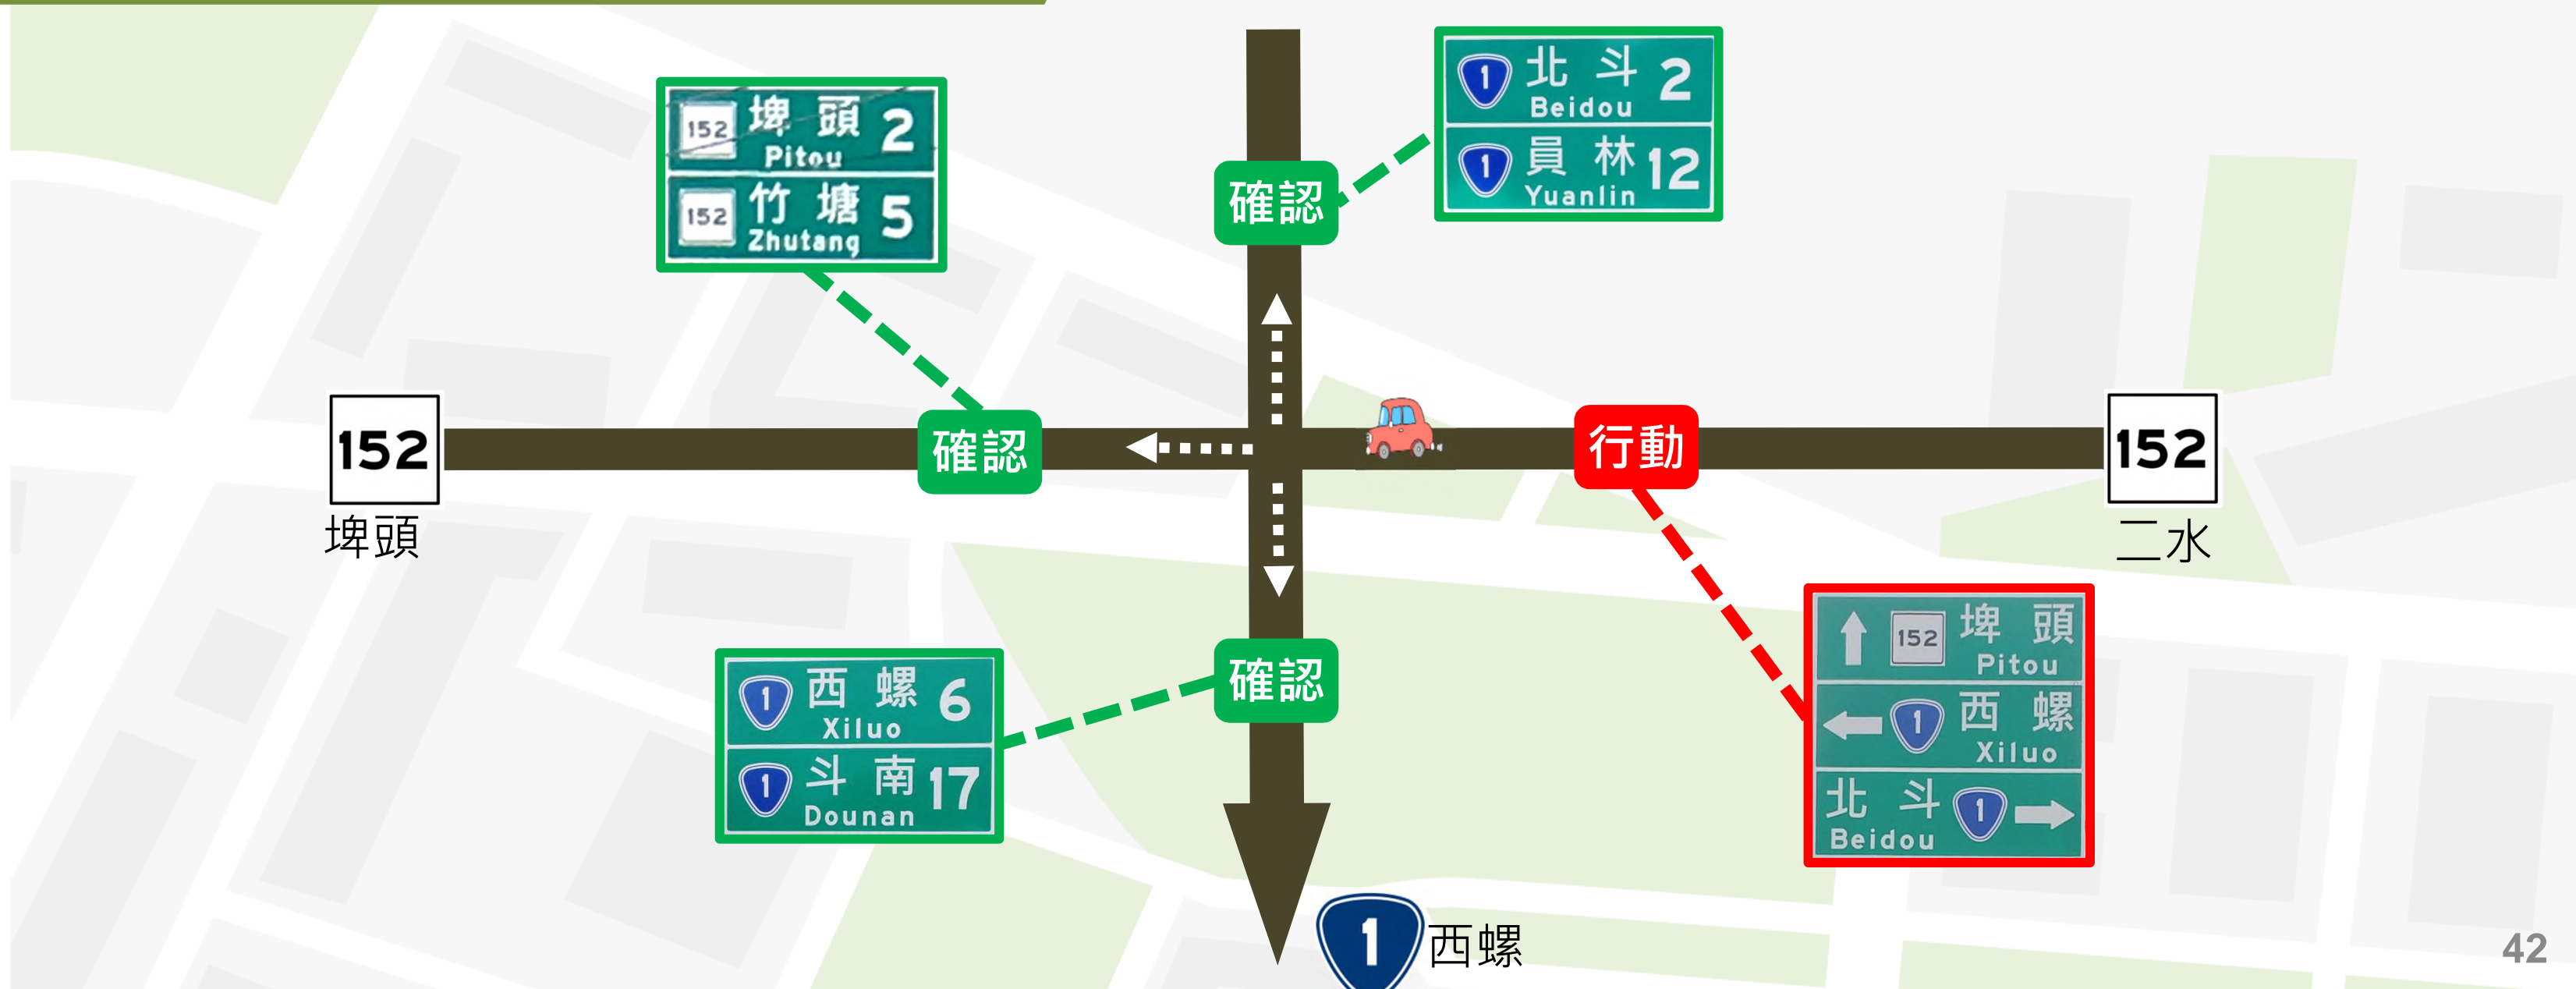 152 埤頭 2
Pitou
152 竹塘 5
Zhutang
1 北斗 2
Beidou
1 員林 12
Yuanlin
確認
152
埤頭
確認
行動
152
二水
1 西螺 6
Xiluo
1 斗南 17
Dounan
確認
152 埤頭
Pitou
1 西螺
Xiluo
北斗 1
Beidou
1 西螺
42